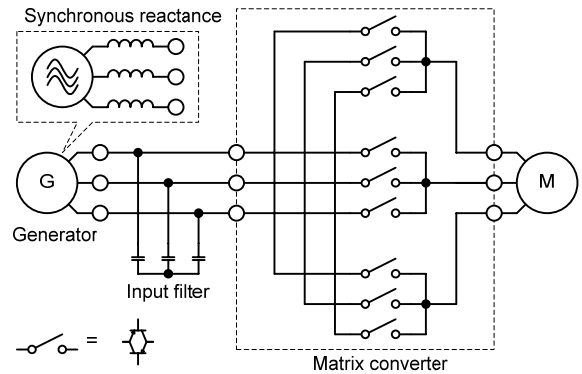 Synchronous reactance
G
M
Generator
Input filter
=
Matrix converter